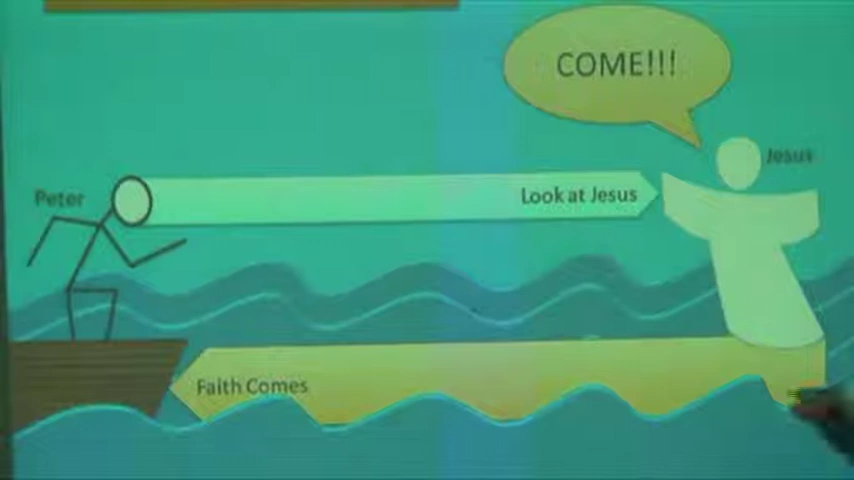 COME!!!
Jesus
Peter
Look at Jesus
Faith Comes